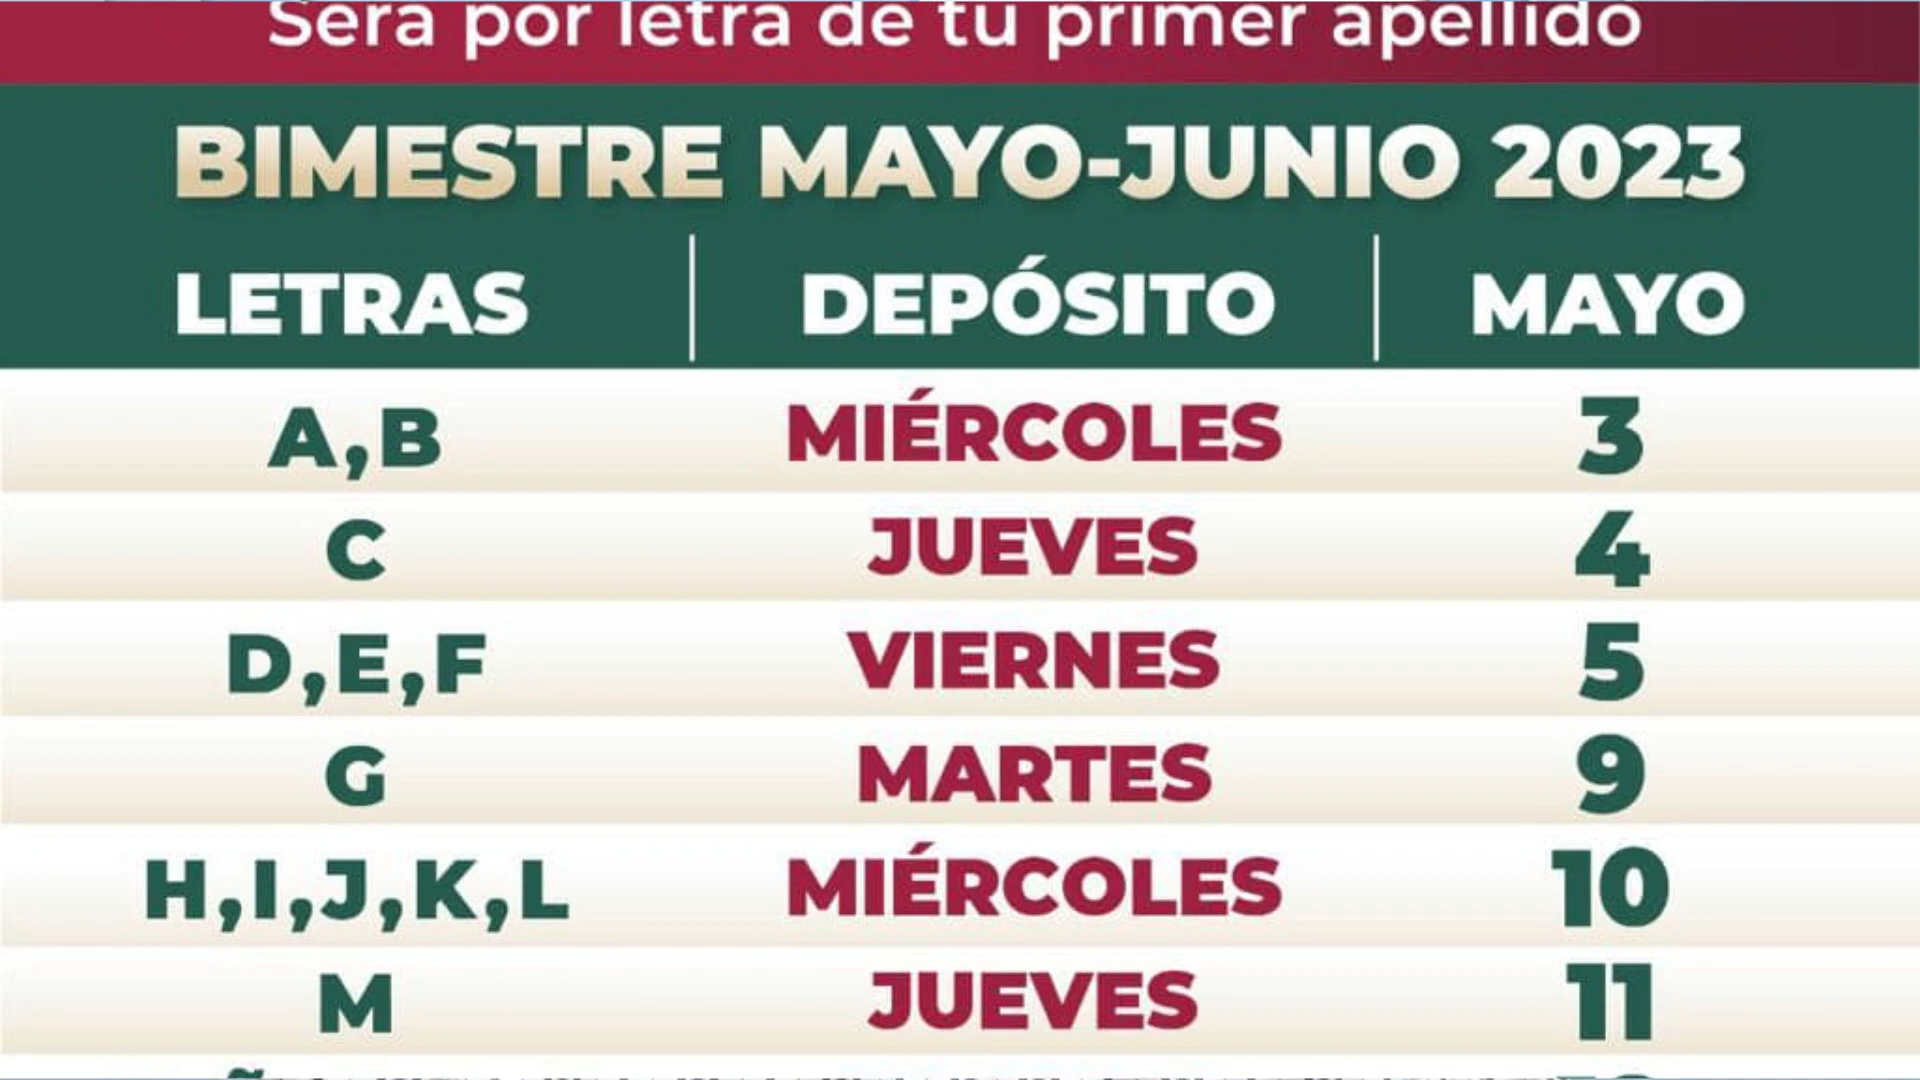 Será por letra de tu primer apellido
BIMESTRE MAYO-JUNIO 2023
LETRAS DEPÓSITO MAYO
A,B MIÉRCOLES 3
C JUEVES 4
D,E,F VIERNES 5
G MARTES 9
H,I,J,K,L MIÉRCOLES 10
M JUEVES 11